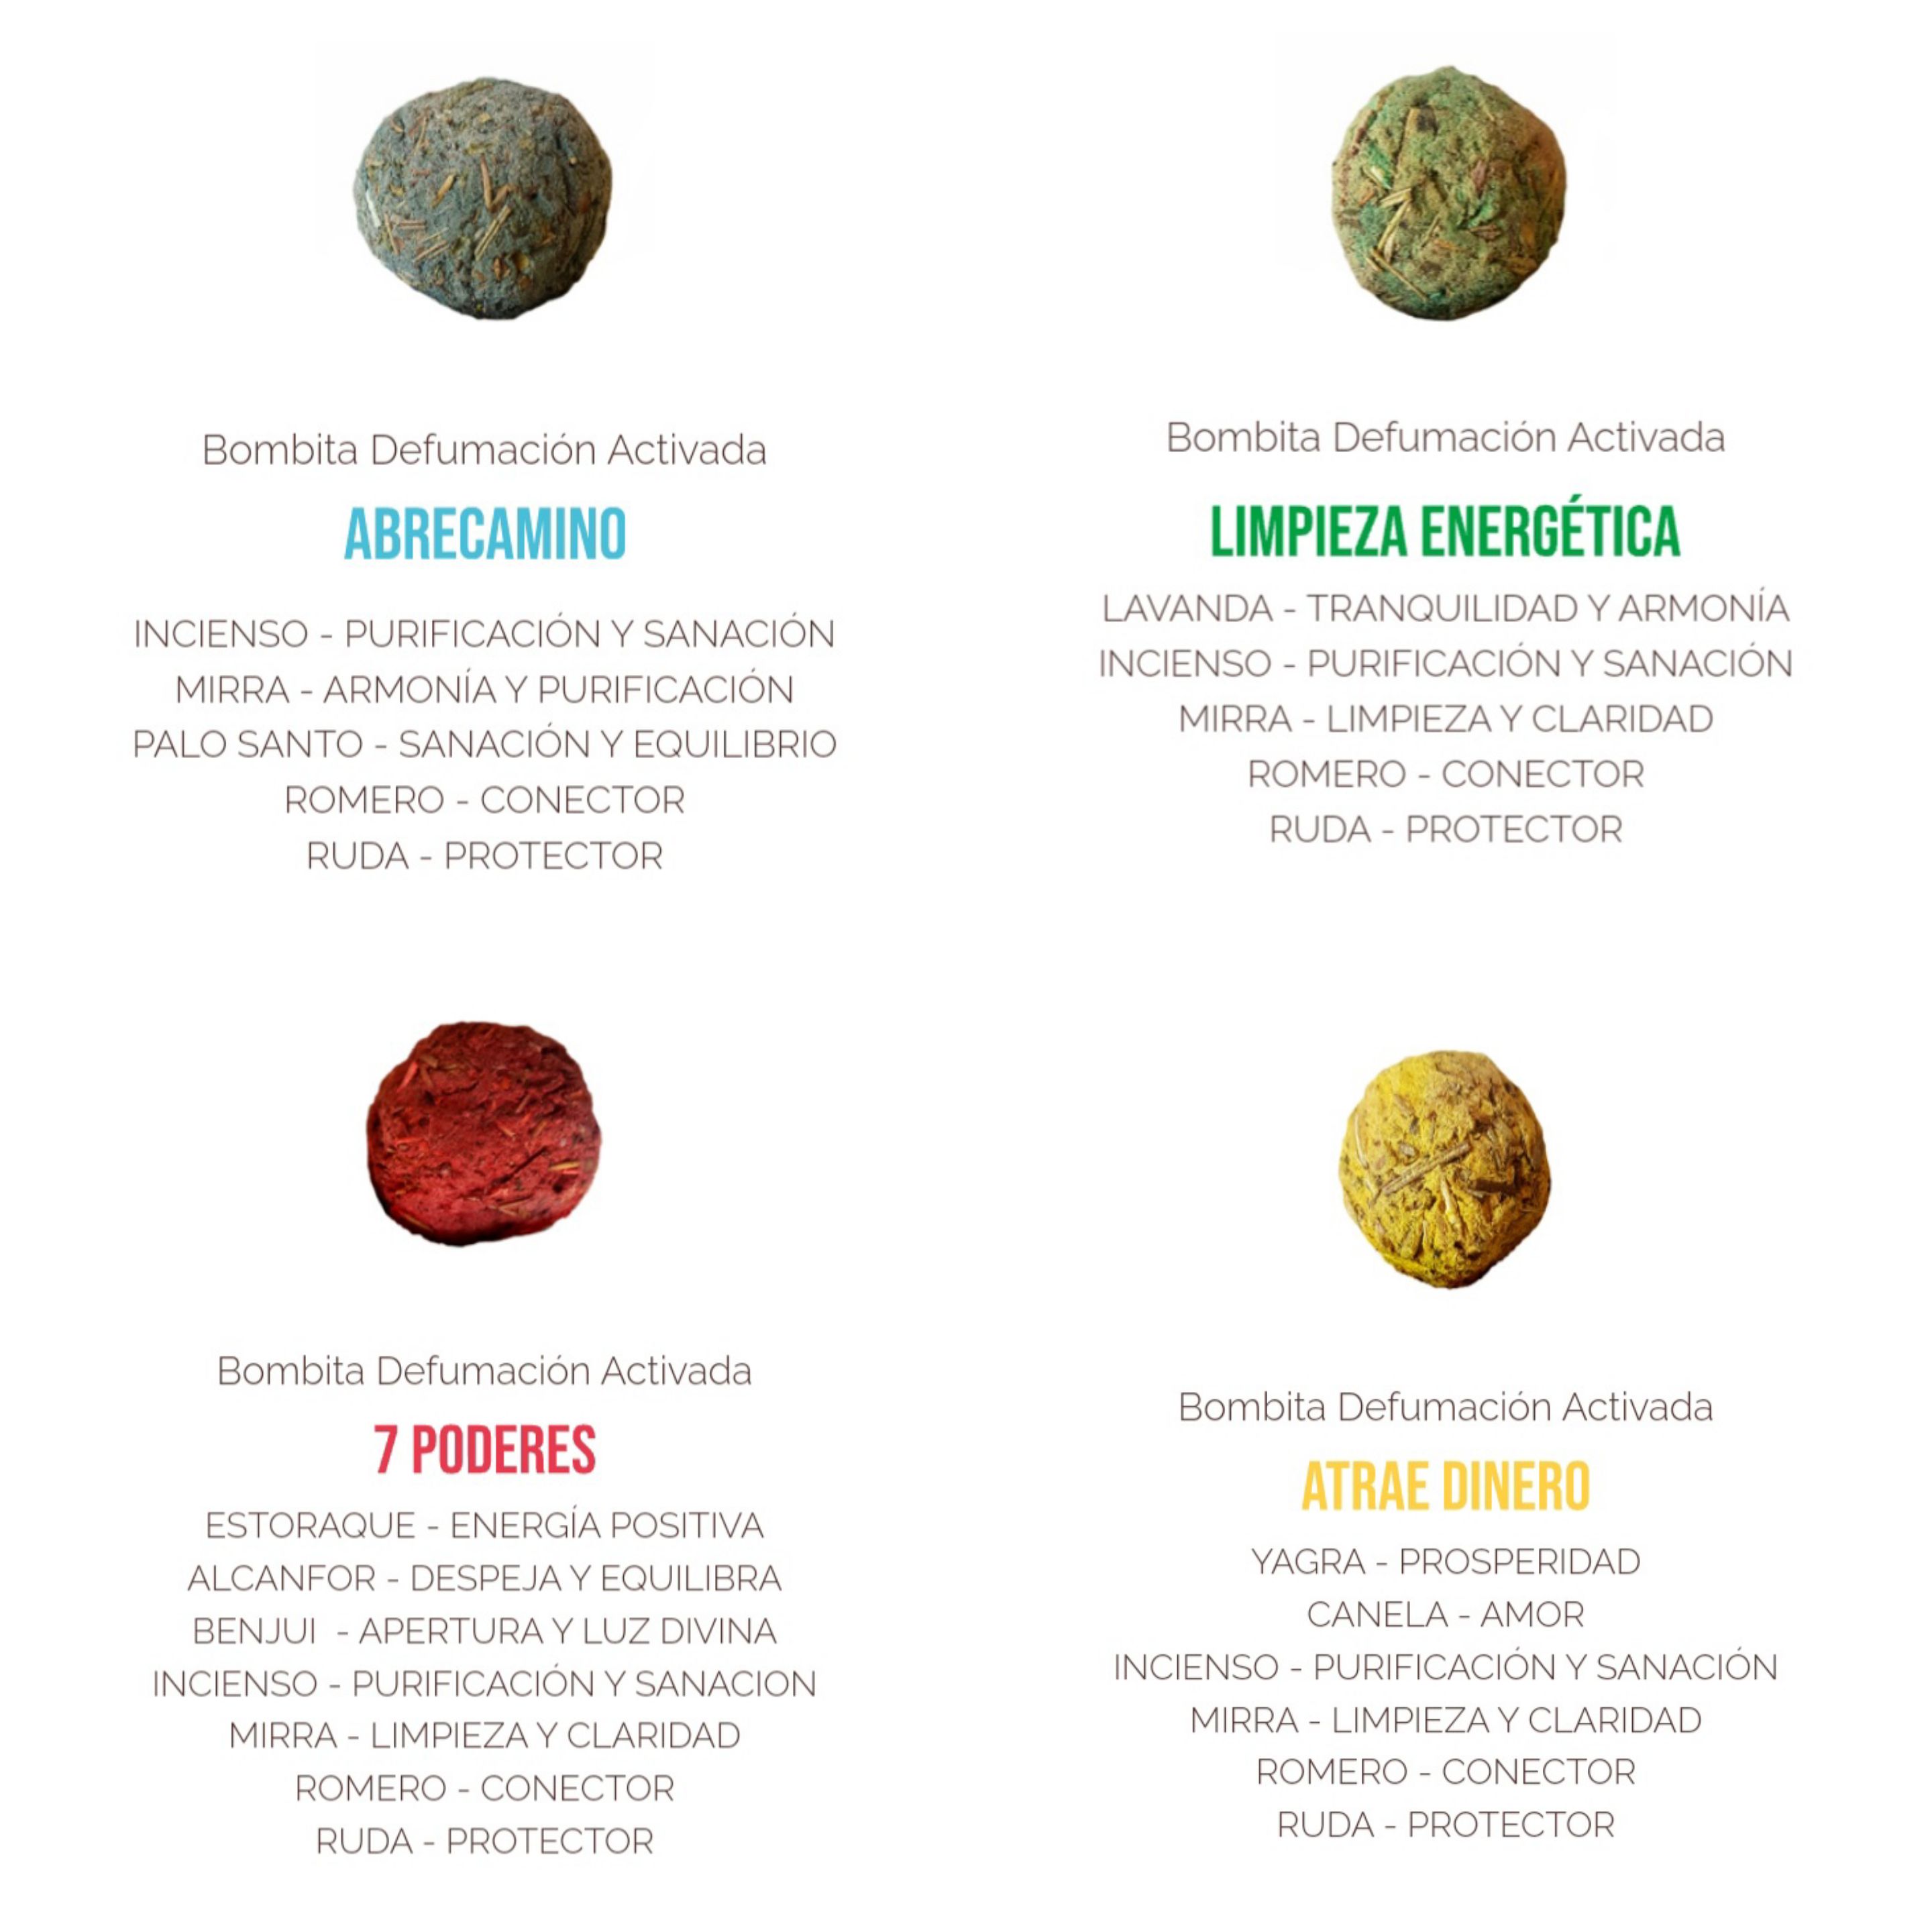 Bombita Defumación Activada
ABRECAMINO
INCIENSO - PURIFICACIÓN Y SANACIÓN
MIRRA - ARMONÍA Y PURIFICACIÓN
PALO SANTO - SANACIÓN Y EQUILIBRIO
ROMERO - CONECTOR
RUDA - PROTECTOR
Bombita Defumación Activada
LIMPIEZA ENERGÉTICA
LAVANDA - TRANQUILIDAD Y ARMONÍA
INCIENSO - PURIFICACIÓN Y SANACIÓN
MIRRA - LIMPIEZA Y CLARIDAD
ROMERO - CONECTOR
RUDA - PROTECTOR
Bombita Defumación Activada
7 PODERES
ESTORAQUE - ENERGÍA POSITIVA
ALCANFOR - DESPEJA Y EQUILIBRA
BENJUI - APERTURA Y LUZ DIVINA
INCIENSO - PURIFICACIÓN Y SANACION
MIRRA - LIMPIEZA Y CLARIDAD
ROMERO - CONECTOR
RUDA - PROTECTOR
Bombita Defumación Activada
ATRAE DINERO
YAGRA - PROSPERIDAD
CANELA - AMOR
INCIENSO - PURIFICACIÓN Y SANACIÓN
MIRRA - LIMPIEZA Y CLARIDAD
ROMERO - CONECTOR
RUDA - PROTECTOR